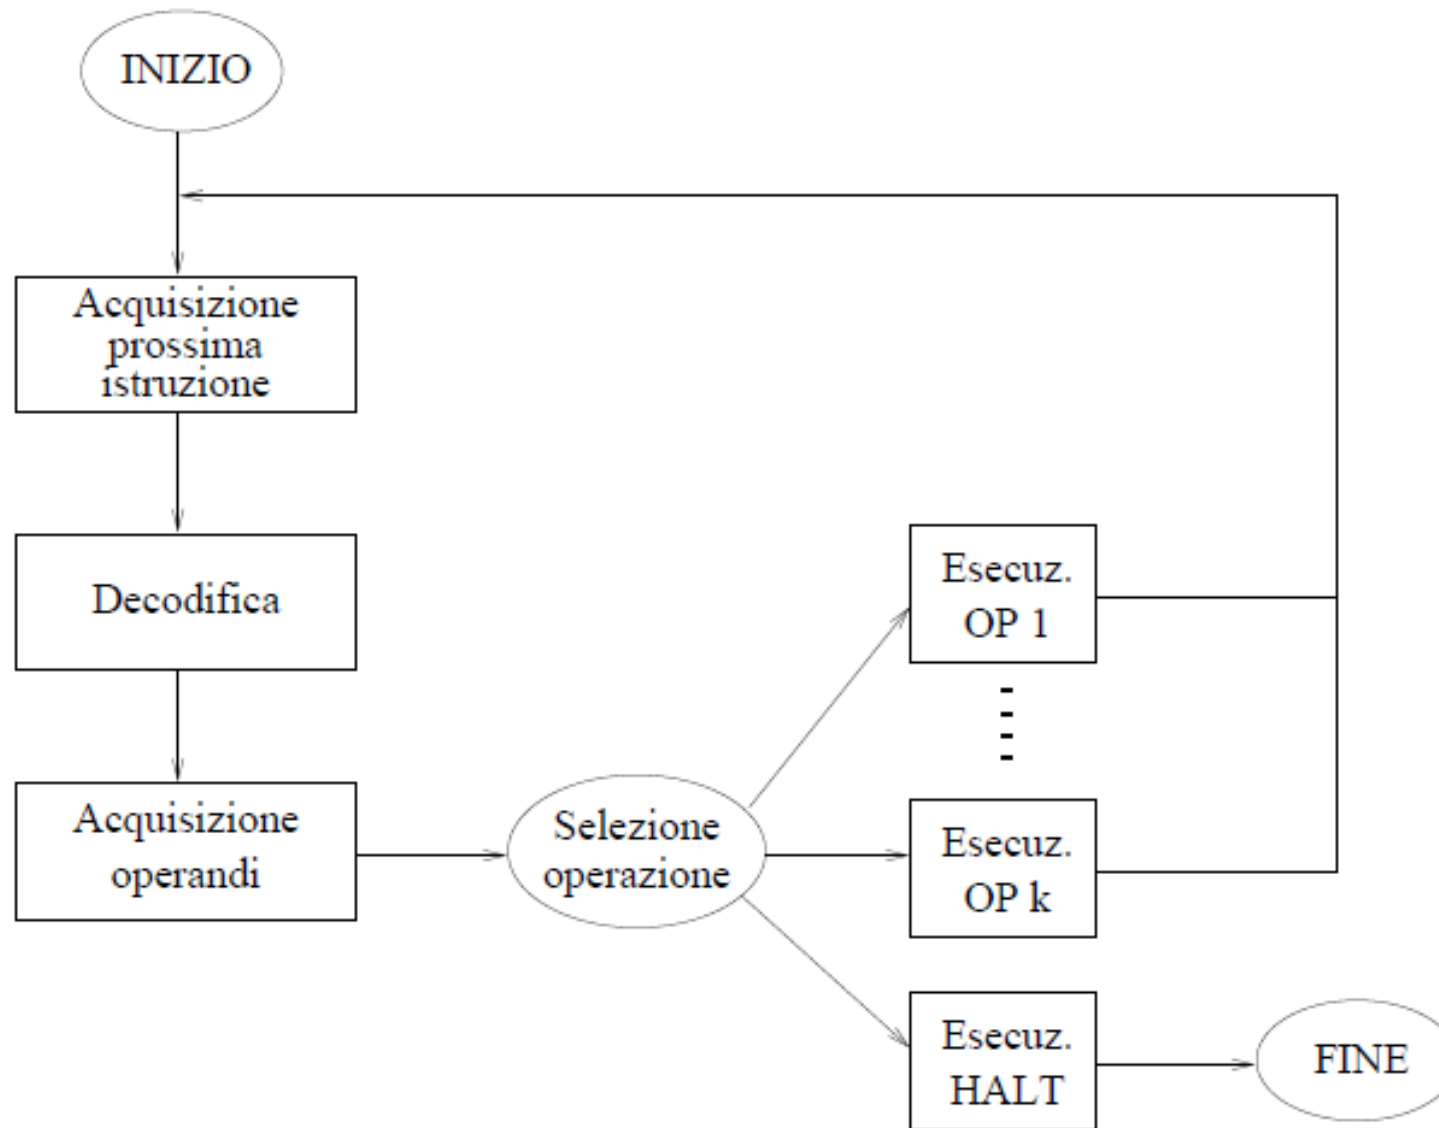 INIZIO
Acquisizione
prossima
istruzione
Decodifica
Acquisizione
operandi
Selezione
operazione
Esecuz.
OP 1
Esecuz.
OP k
Esecuz.
HALT
FINE